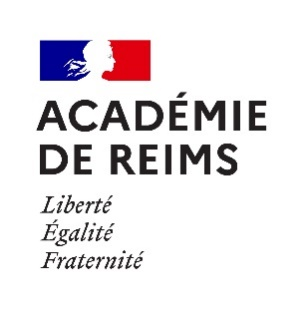 ACADÉMIE
DE REIMS
Liberté
Égalité
Fraternité